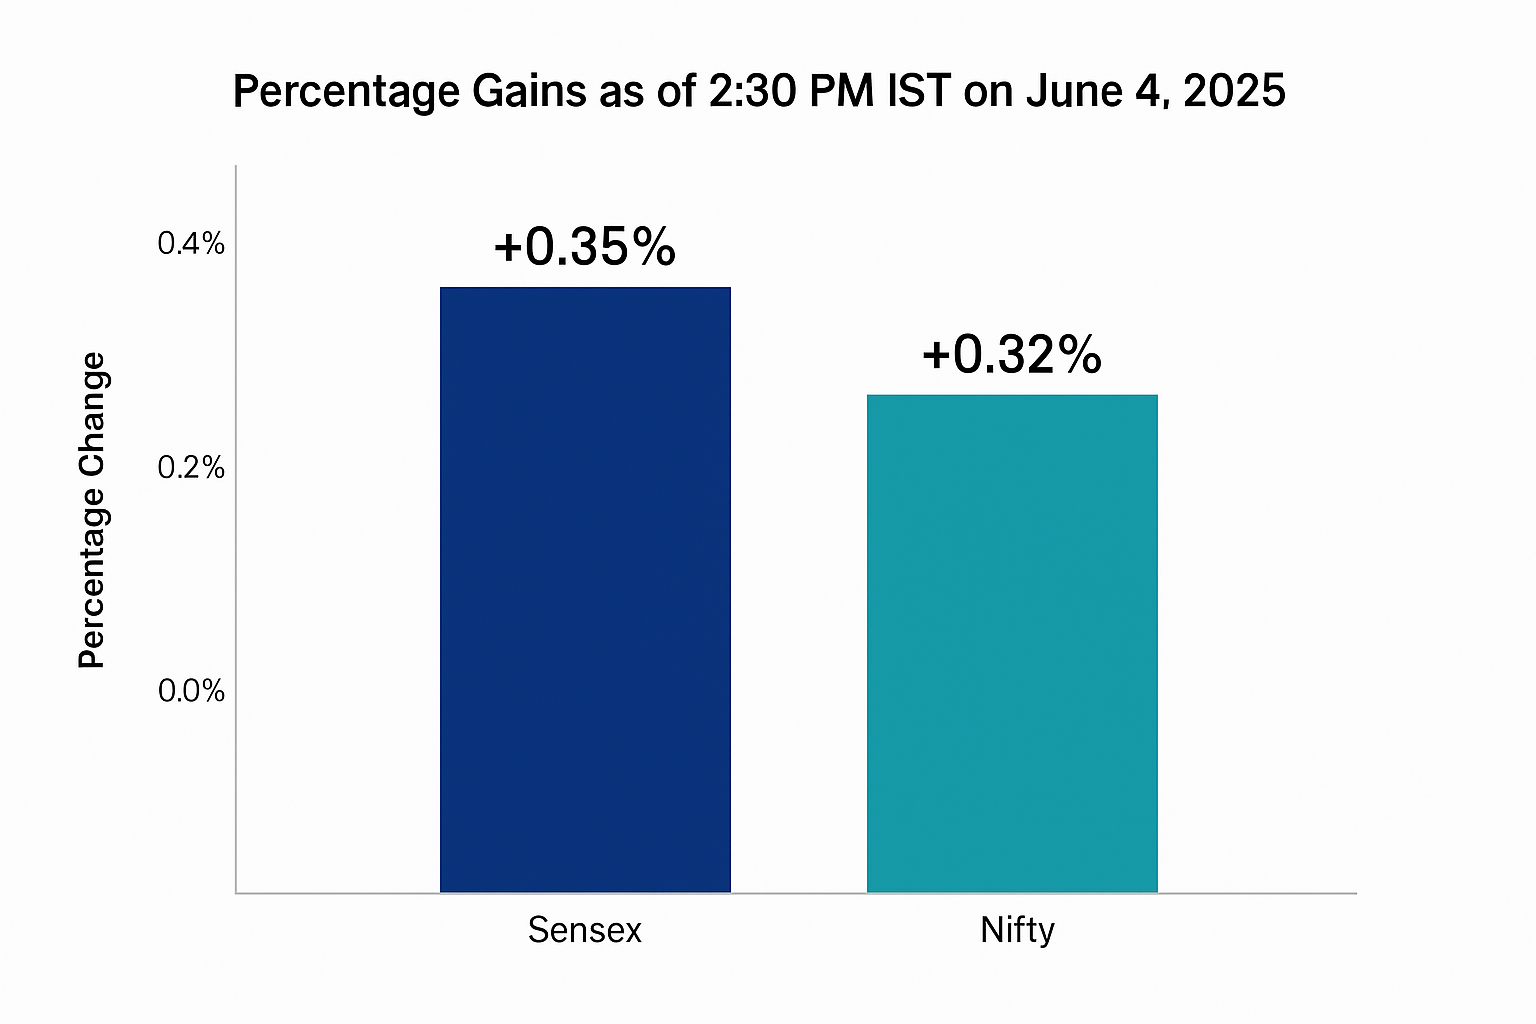 Percentage Gains as of 2:30 PM IST on June 4, 2025
0.4%
+0.35%
+0.32%
0.2%
0.0%
Percentage Change
Sensex
Nifty